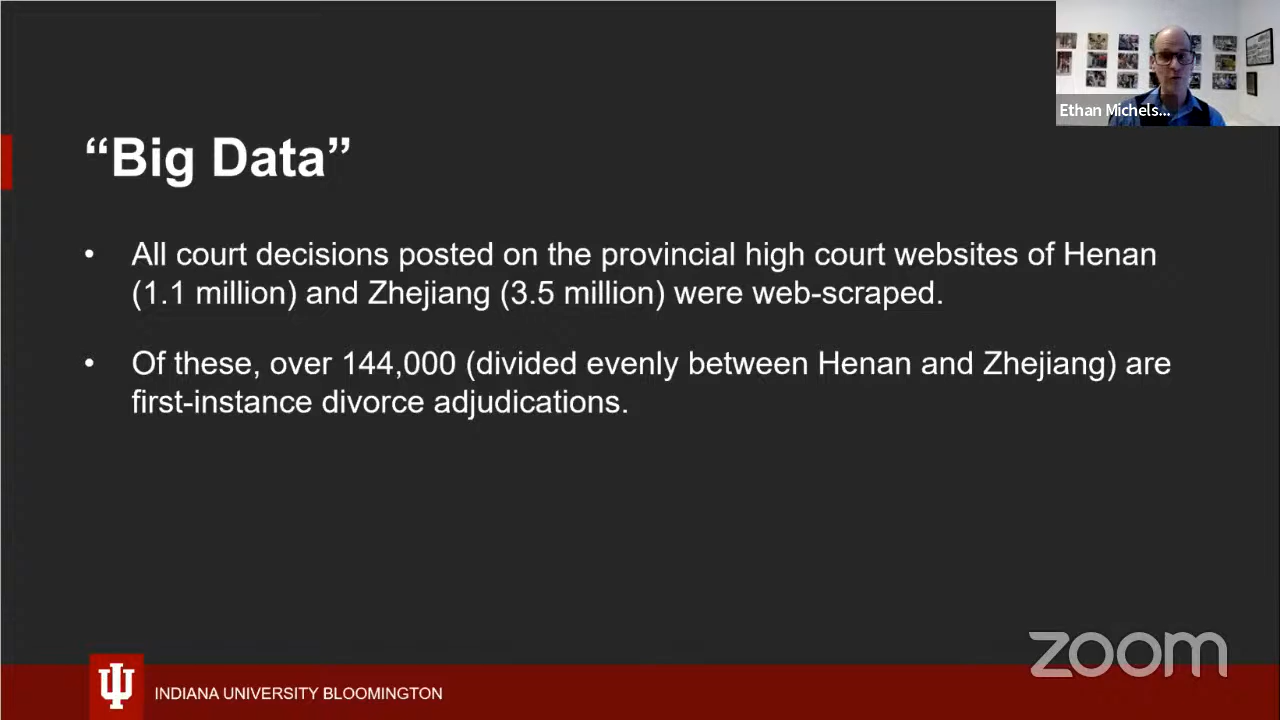 Ethan Michels...
“Big Data”
• All court decisions posted on the provincial high court websites of Henan
(1.1 million) and Zhejiang (3.5 million) were web-scraped.
• Of these, over 144,000 (divided evenly between Henan and Zhejiang) are
first-instance divorce adjudications.
zoom
INDIANA UNIVERSITY BLOOMINGTON